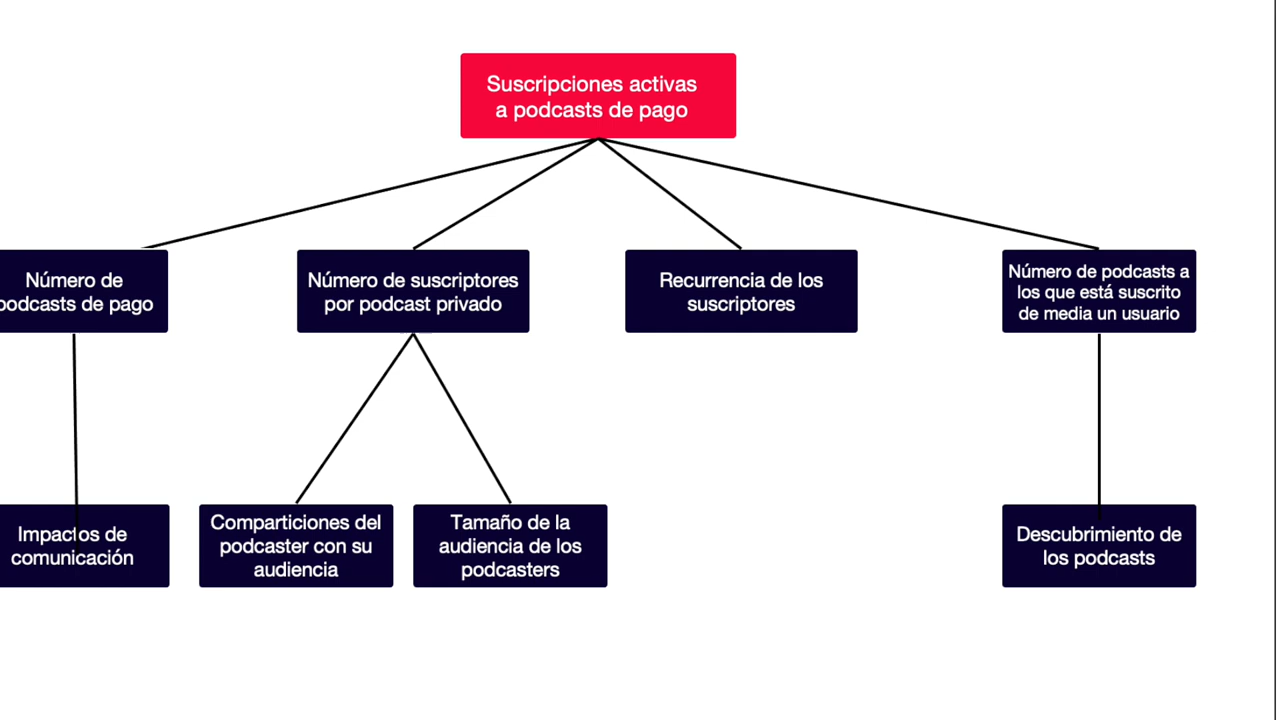 Suscripciones activas
a podcasts de pago
Número de
podcasts de pago
Número de suscriptores
por podcast privado
Recurrencia de los
suscriptores
Número de podcasts a
los que está suscrito
de media un usuario
Impactos de
comunicación
Comparticiones del
podcaster con su
audiencia
Tamaño de la
audiencia de los
podcasters
Descubrimiento de
los podcasts